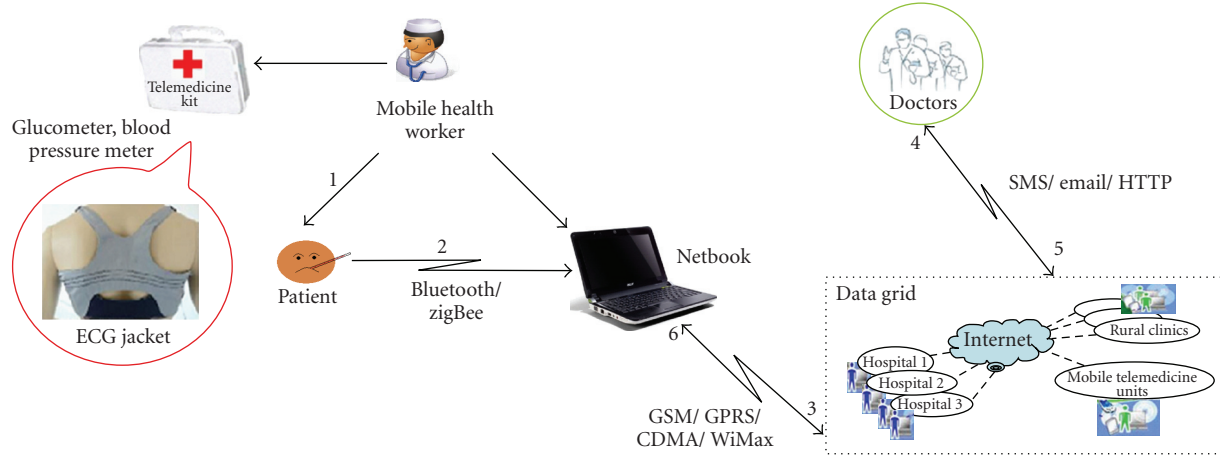 Telemedicine
kit
Mobile health
worker
Glucometer, blood
pressure meter
ECG jacket
1
Patient
2
Bluetooth/
zigBee
Netbook
6
GSM/ GPRS/
CDMA/ WiMax
3
Doctors
4
SMS/ email/ HTTP
5
Data grid
Internet
Rural clinics
Hospital 1
Hospital 2
Hospital 3
Mobile telemedicine
units